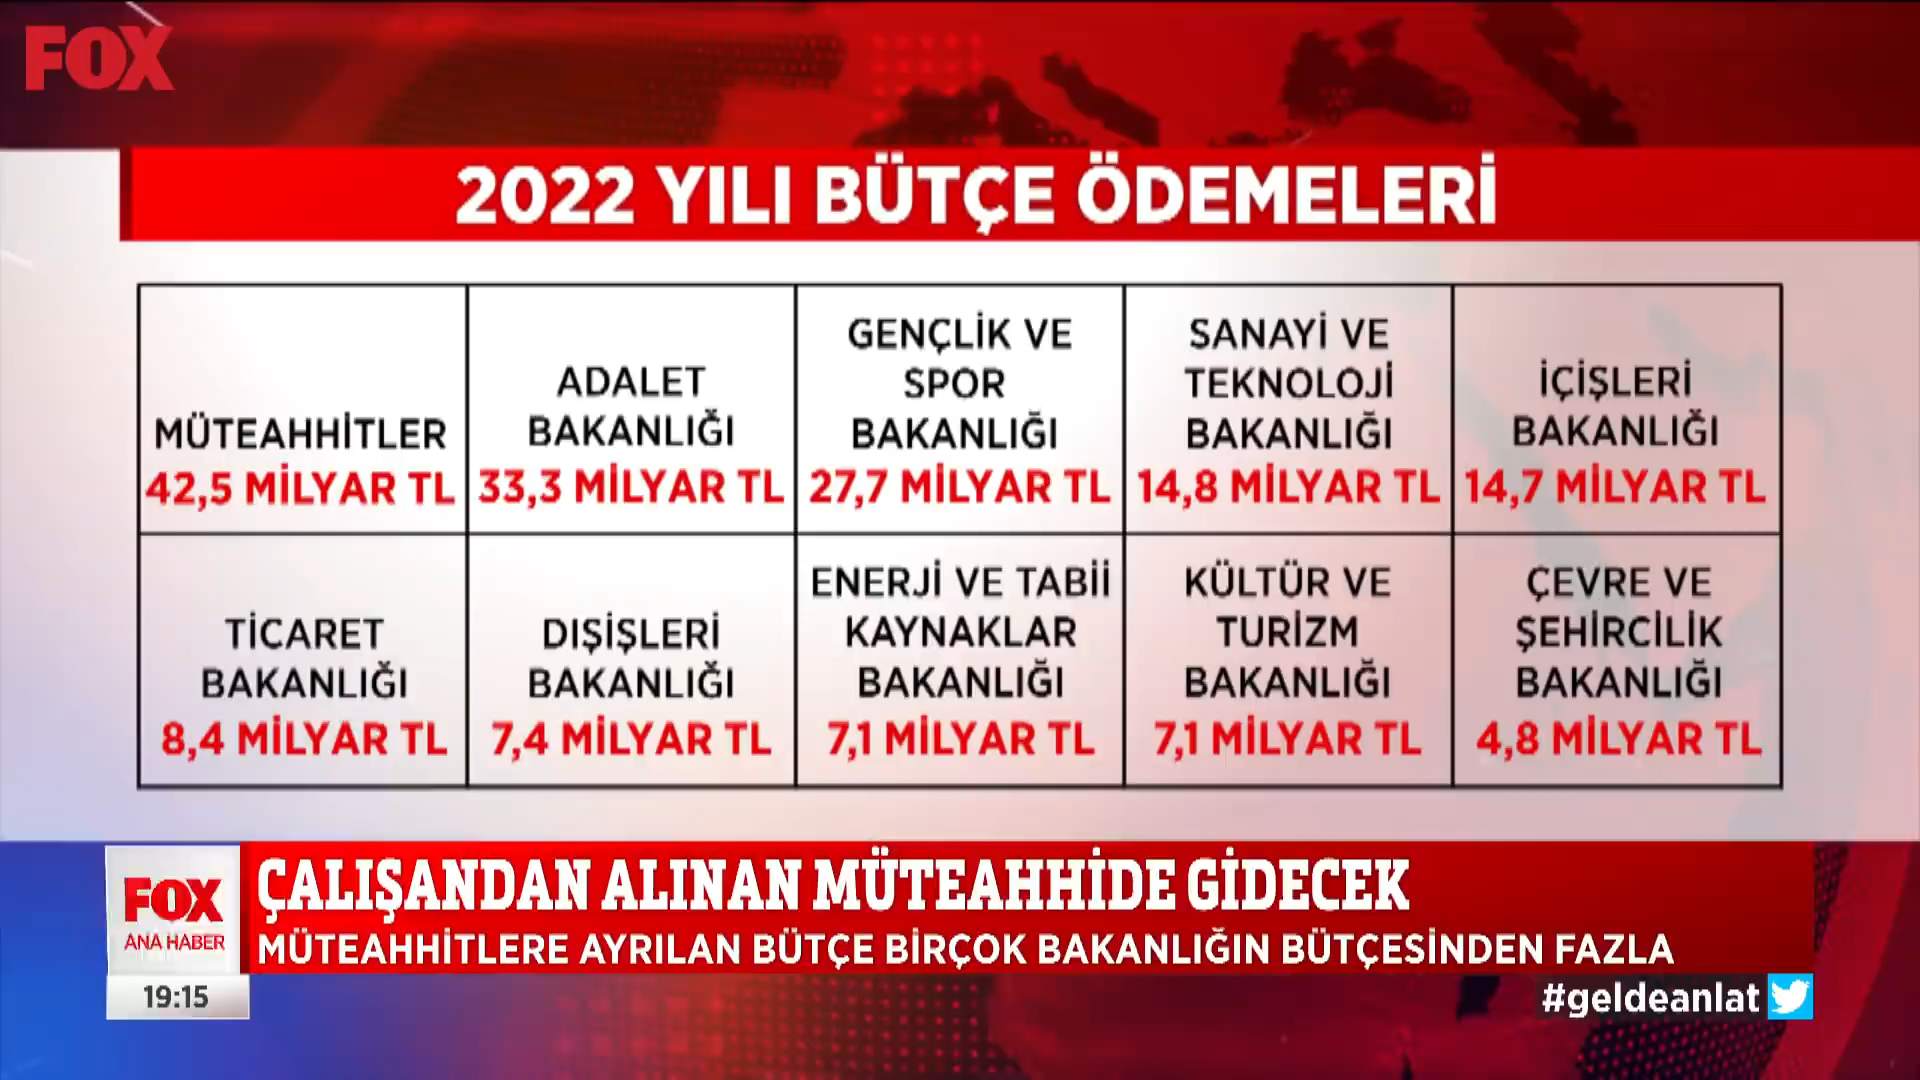 FOX
2022 YILI BÜTÇE ÖDEMELERİ
MÜTEAHHİTLER
42,5 MİLYAR TL
ADALET
BAKANLIĞI
33,3 MİLYAR TL
GENÇLİK VE
SPOR
BAKANLIĞI
27,7 MİLYAR TL
SANAYİ VE
TEKNOLOJİ
BAKANLIĞI
14,8 MİLYAR TL
İÇİŞLERİ
BAKANLIĞI
14,7 MİLYAR TL
TİCARET
BAKANLIĞI
8,4 MİLYAR TL
DIŞİŞLERİ
BAKANLIĞI
7,4 MİLYAR TL
ENERJİ VE TABİİ
KAYNAKLAR
BAKANLIĞI
7,1 MİLYAR TL
KÜLTÜR VE
TURİZM
BAKANLIĞI
7,1 MİLYAR TL
ÇEVRE VE
ŞEHİRCİLİK
BAKANLIĞI
4,8 MİLYAR TL
FOX
ANA HABER
19:15
ÇALIŞANDAN ALINAN MÜTEAHHİDE GİDECEK
MÜTEAHHİTLERE AYRILAN BÜTÇE BİRÇOK BAKANLIĞIN BÜTÇESİNDEN FAZLA
#geldeanlat